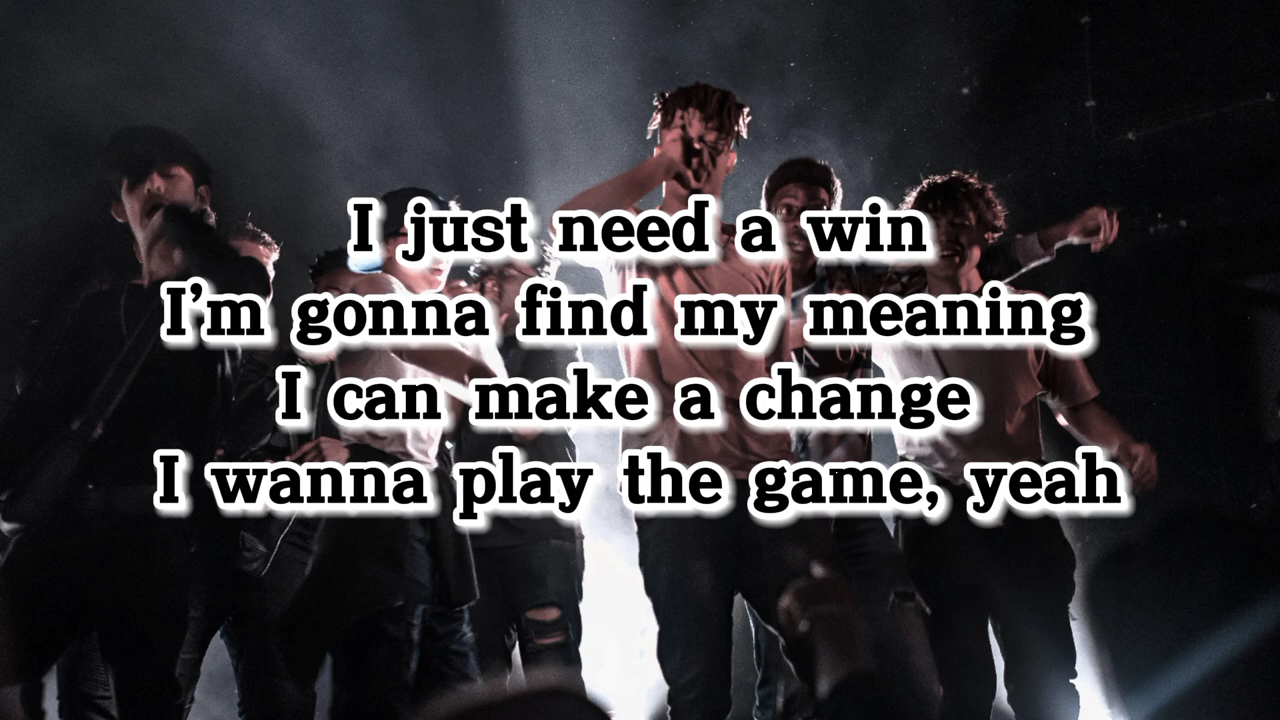 I just need a win
I’m gonna find my meaning
I can make a change
I wanna play the game, yeah